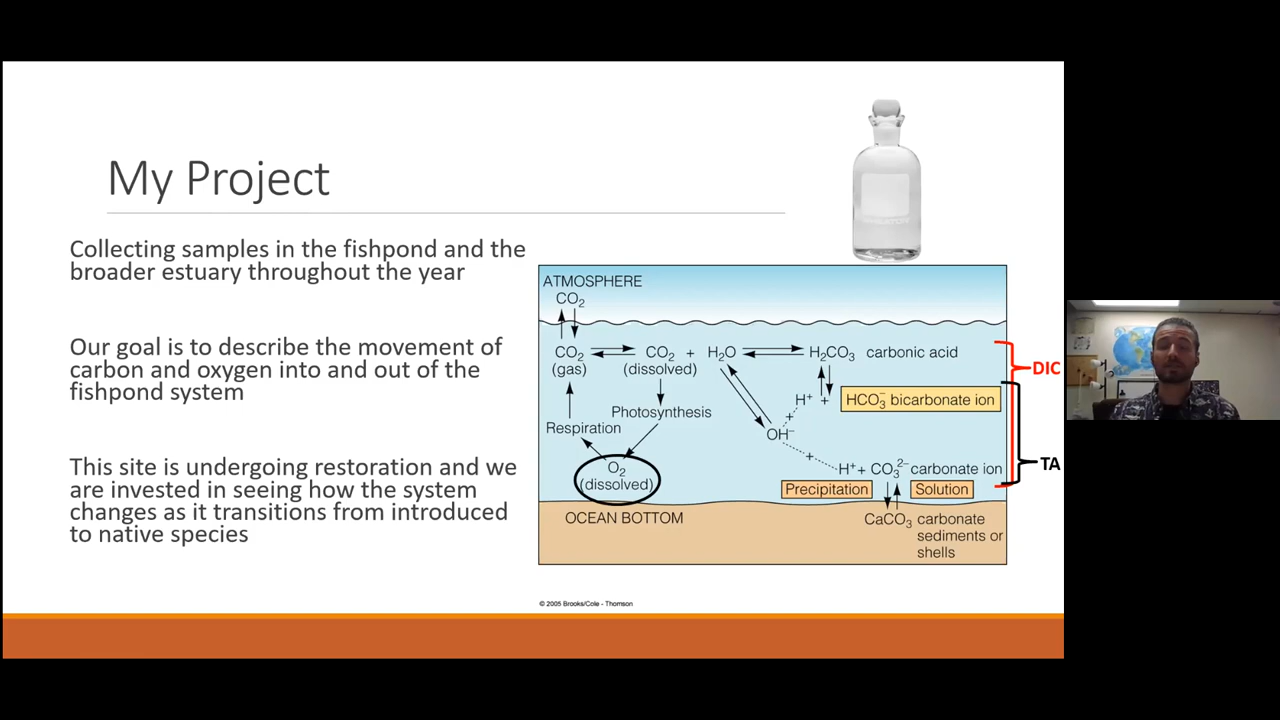 My Project
Collecting samples in the fishpond and the
broader estuary throughout the year
Our goal is to describe the movement of
carbon and oxygen into and out of the
fishpond system
This site is undergoing restoration and we
are invested in seeing how the system
changes as it transitions from introduced
to native species
ATMOSPHERE
CO₂
CO₂ CO₂ + H₂O H₂CO₃ carbonic acid
(gas) (dissolved)
DIC
H⁺ + HCO₃⁻ bicarbonate ion
Photosynthesis
Respiration
+
OH⁻
+
O₂
(dissolved)
H⁺ + CO₃²⁻ carbonate ion
TA
Precipitation Solution
OCEAN BOTTOM
CaCO₃ carbonate
sediments or
shells
© 2005 Brooks/Cole - Thomson